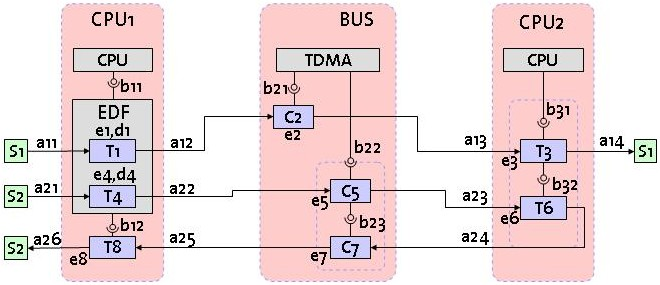 CPU1 BUS CPU2
CPU TDMA CPU
b11 b21
EDF b31
e1,d1 C2
a11 a12 e2 a13 a14
S1 T1 b22 e3 T3 S1
e4,d4 b32
a21 a22 a23
S2 T4 e5 C5 e6 T6
b12 b23
a26 a25 a24
S2 T8 C7
e8 e7